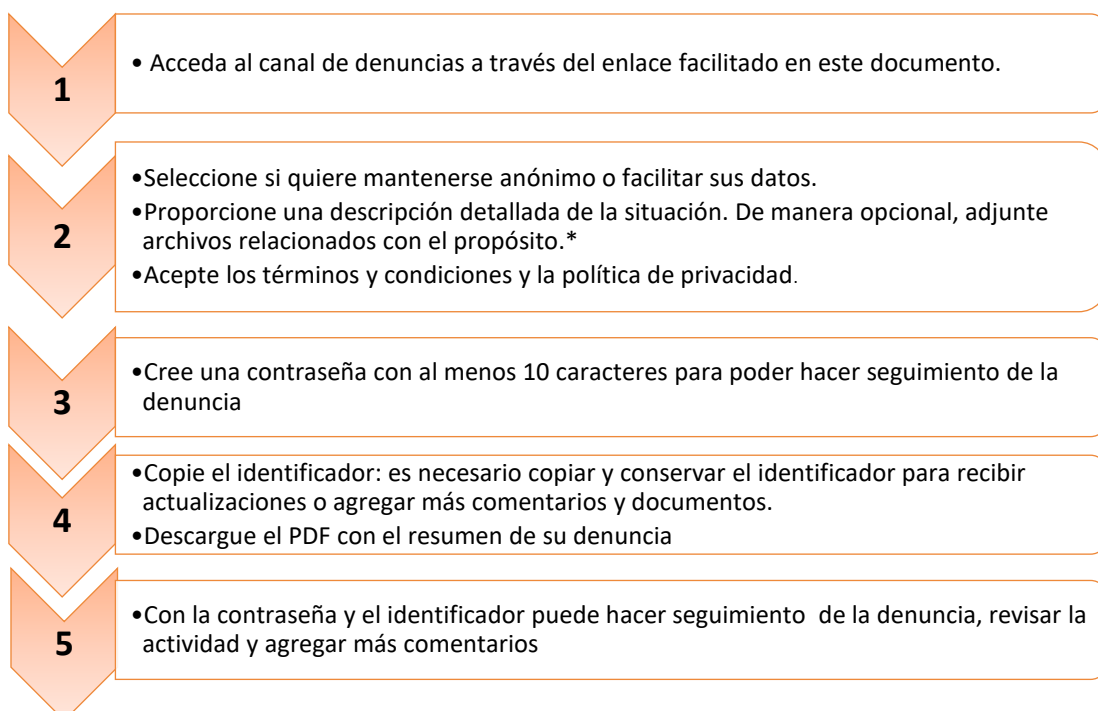 1
• Acceda al canal de denuncias a través del enlace facilitado en este documento.
2
•Seleccione si quiere mantenerse anónimo o facilitar sus datos.
•Proporcione una descripción detallada de la situación. De manera opcional, adjunte
archivos relacionados con el propósito.*
•Acepte los términos y condiciones y la política de privacidad.
3
•Cree una contraseña con al menos 10 caracteres para poder hacer seguimiento de la
denuncia
4
•Copie el identificador: es necesario copiar y conservar el identificador para recibir
actualizaciones o agregar más comentarios y documentos.
•Descargue el PDF con el resumen de su denuncia
5
•Con la contraseña y el identificador puede hacer seguimiento  de la denuncia, revisar la
actividad y agregar más comentarios